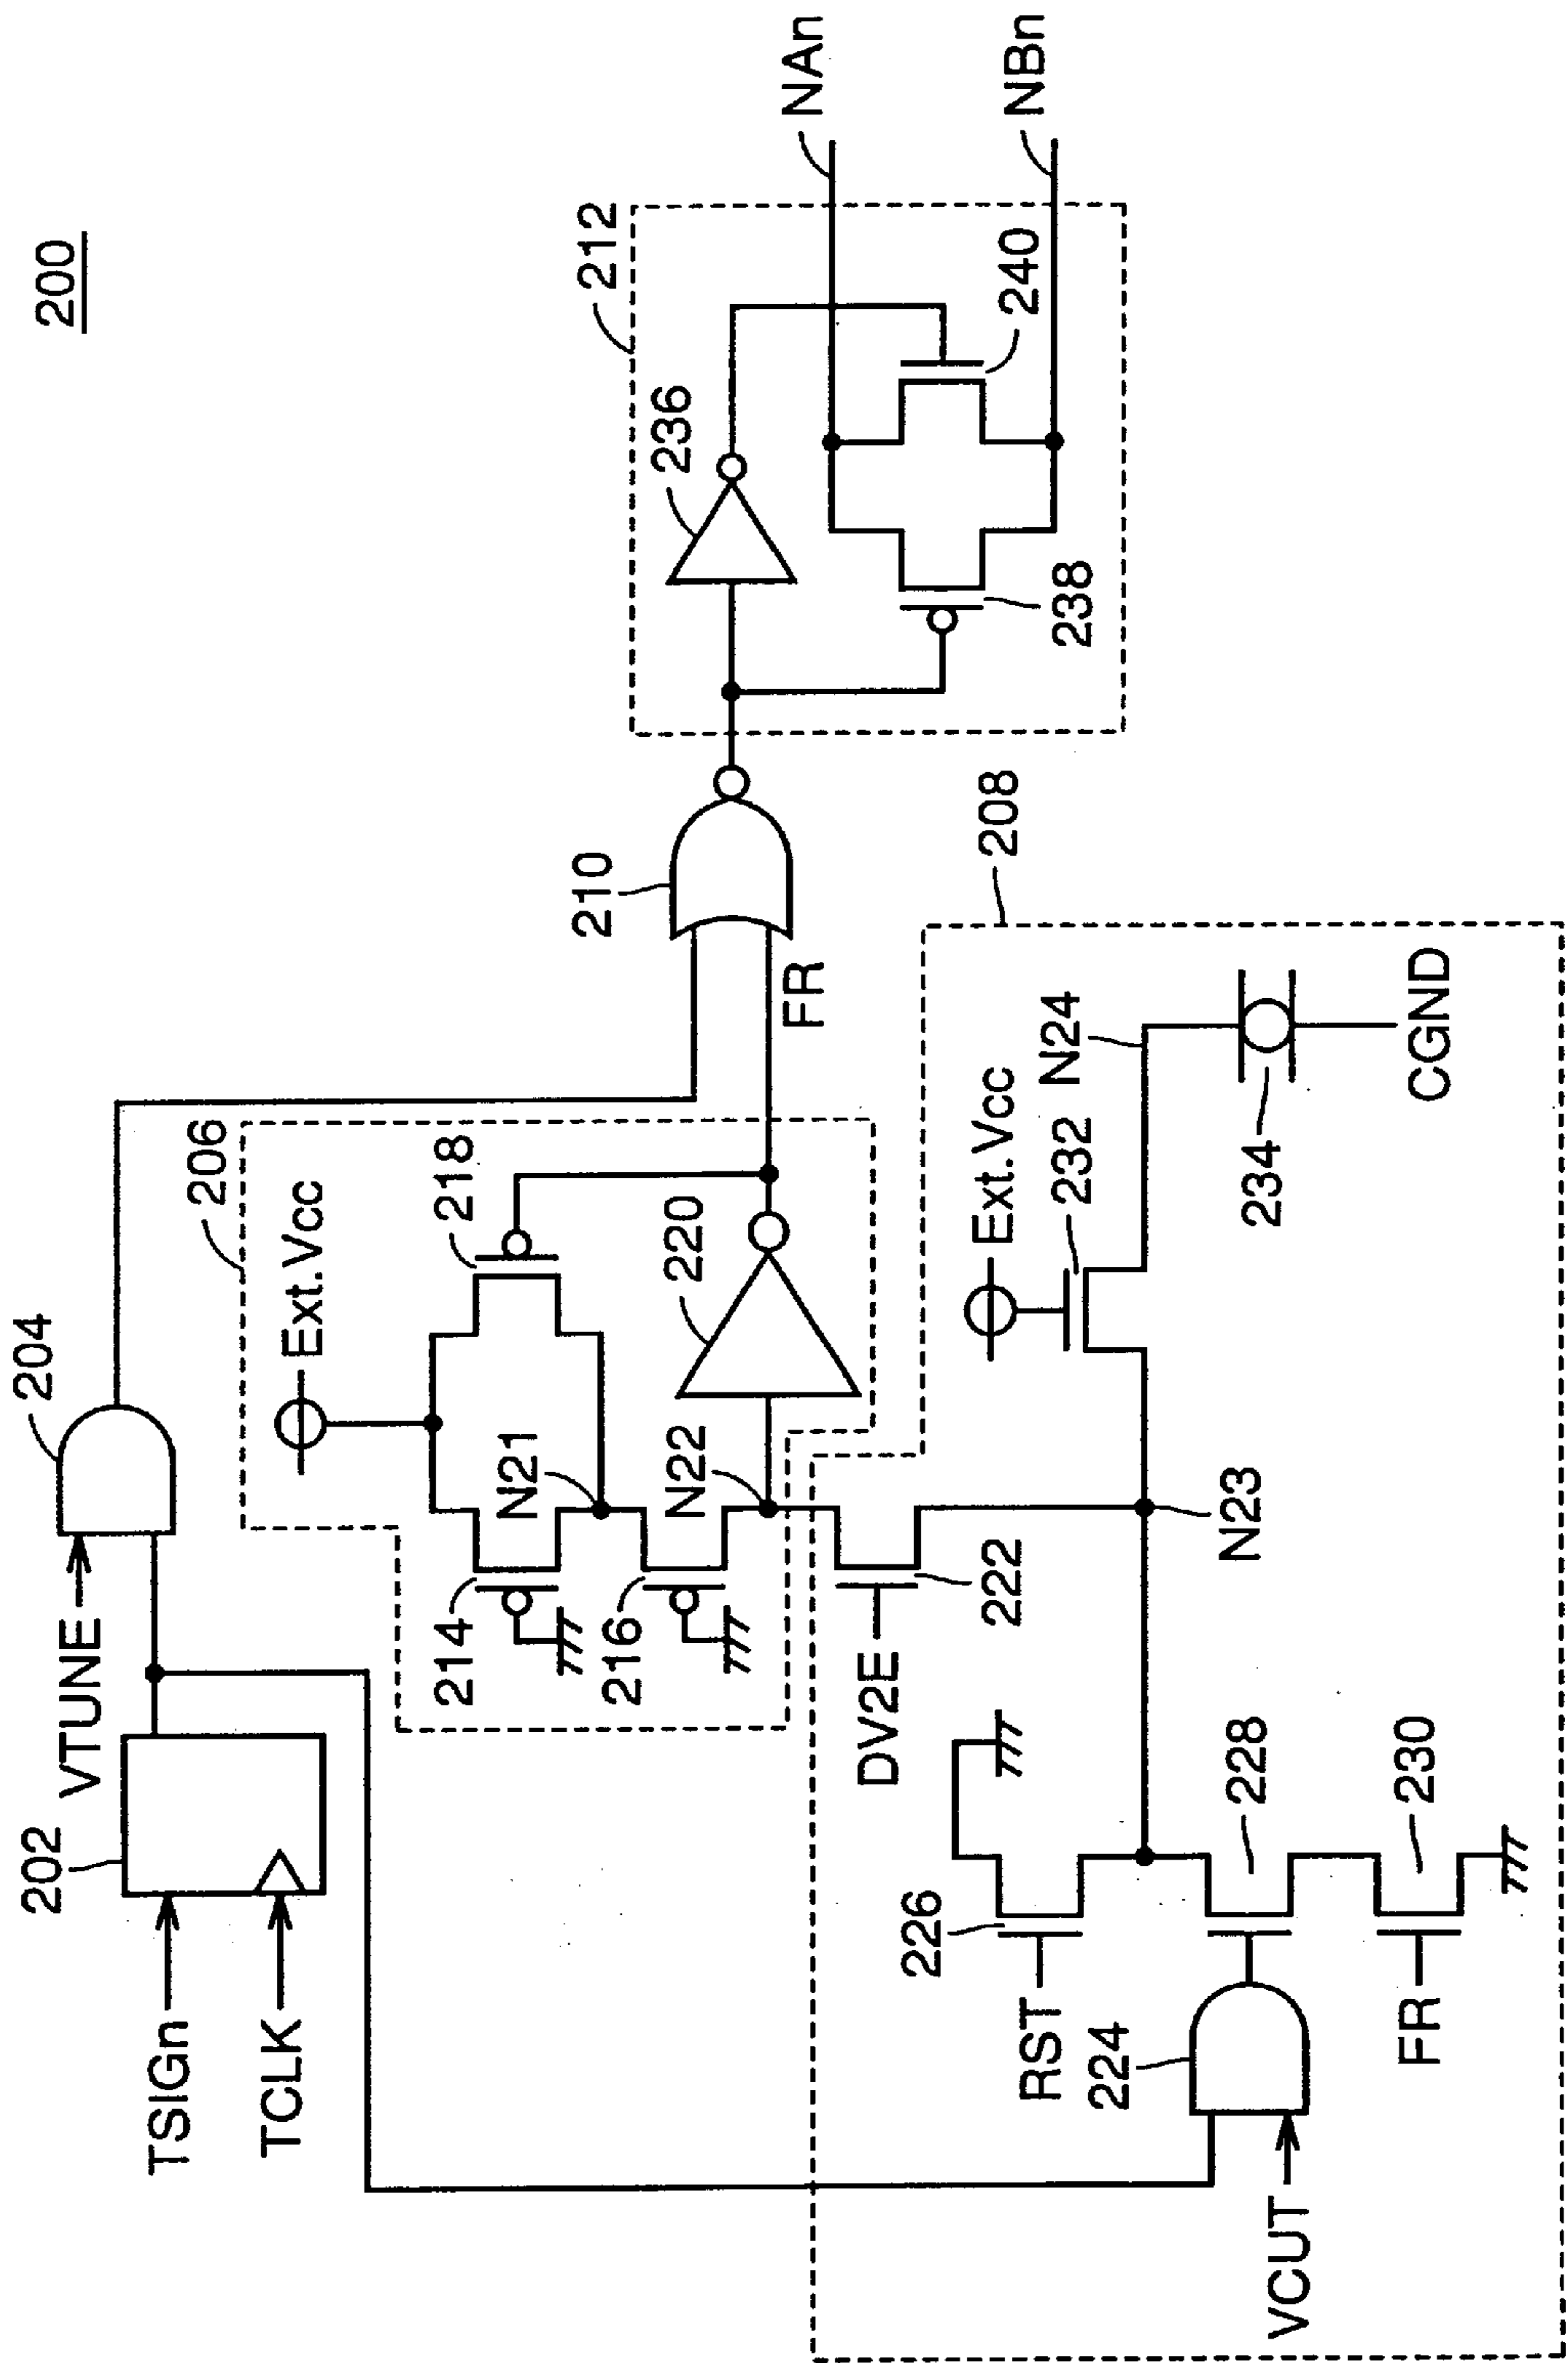 200
202
TSIGn
TCLK
VTUNE
204
206
Ext.Vcc
214
216
218
N21
N22
220
FR
210
212
236
238
240
NAn
NBn
208
DV2E
222
N23
226
RST
224
VCUT
228
230
FR
Ext.Vcc
232
N24
234
CGND